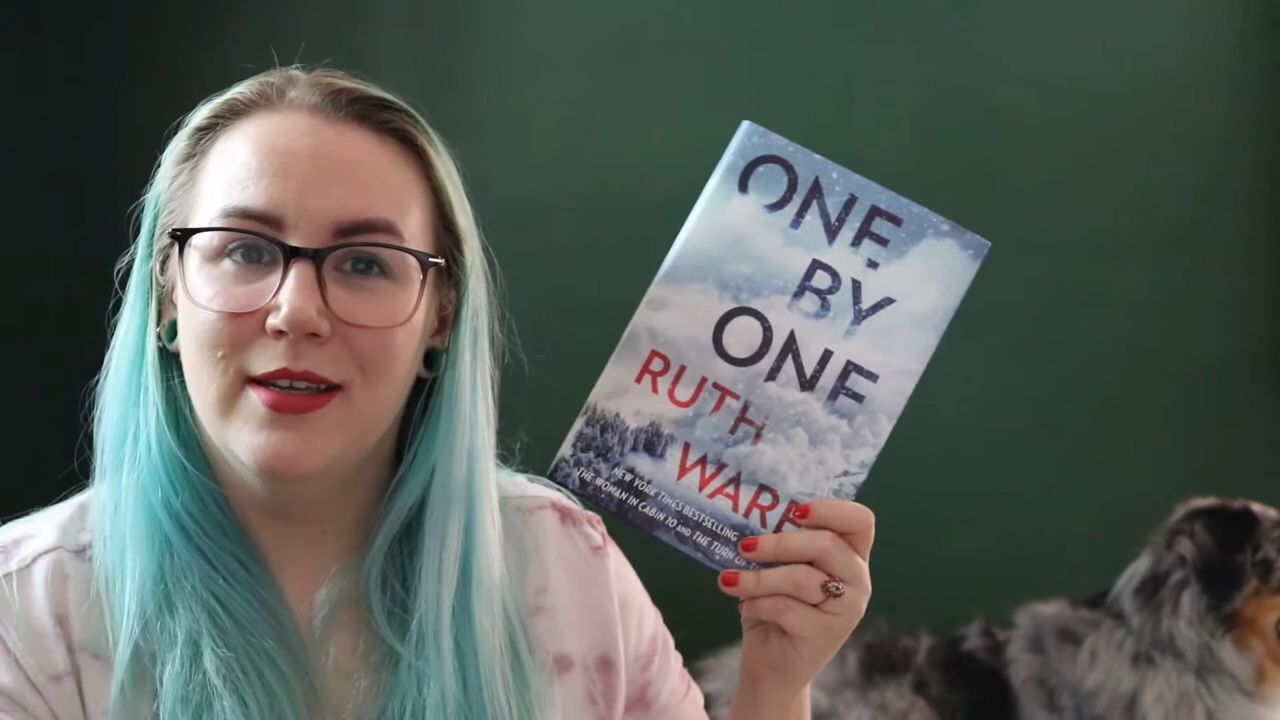 ONE
BY
ONE
RUTH
WARE
NEW YORK TIMES BESTSELLING
THE WOMAN IN CABIN 10 AND THE TURN OF